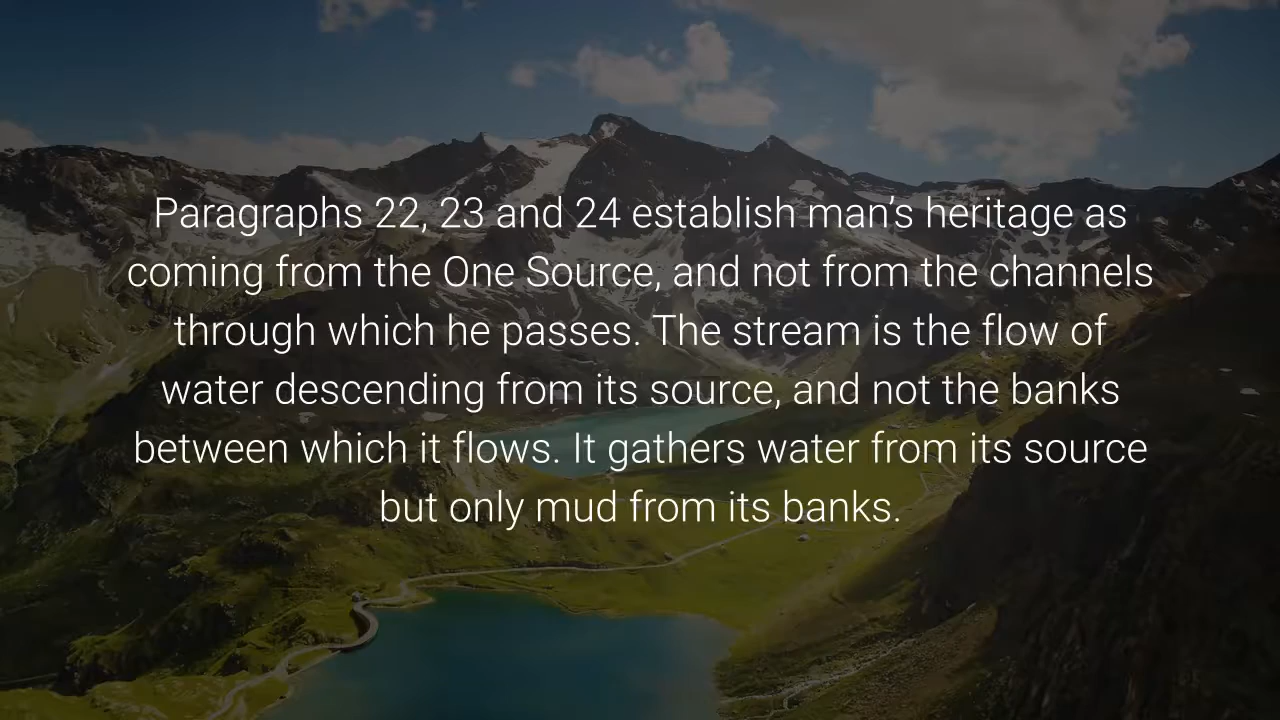 Paragraphs 22, 23 and 24 establish man’s heritage as
coming from the One Source, and not from the channels
through which he passes. The stream is the flow of
water descending from its source, and not the banks
between which it flows. It gathers water from its source
but only mud from its banks.